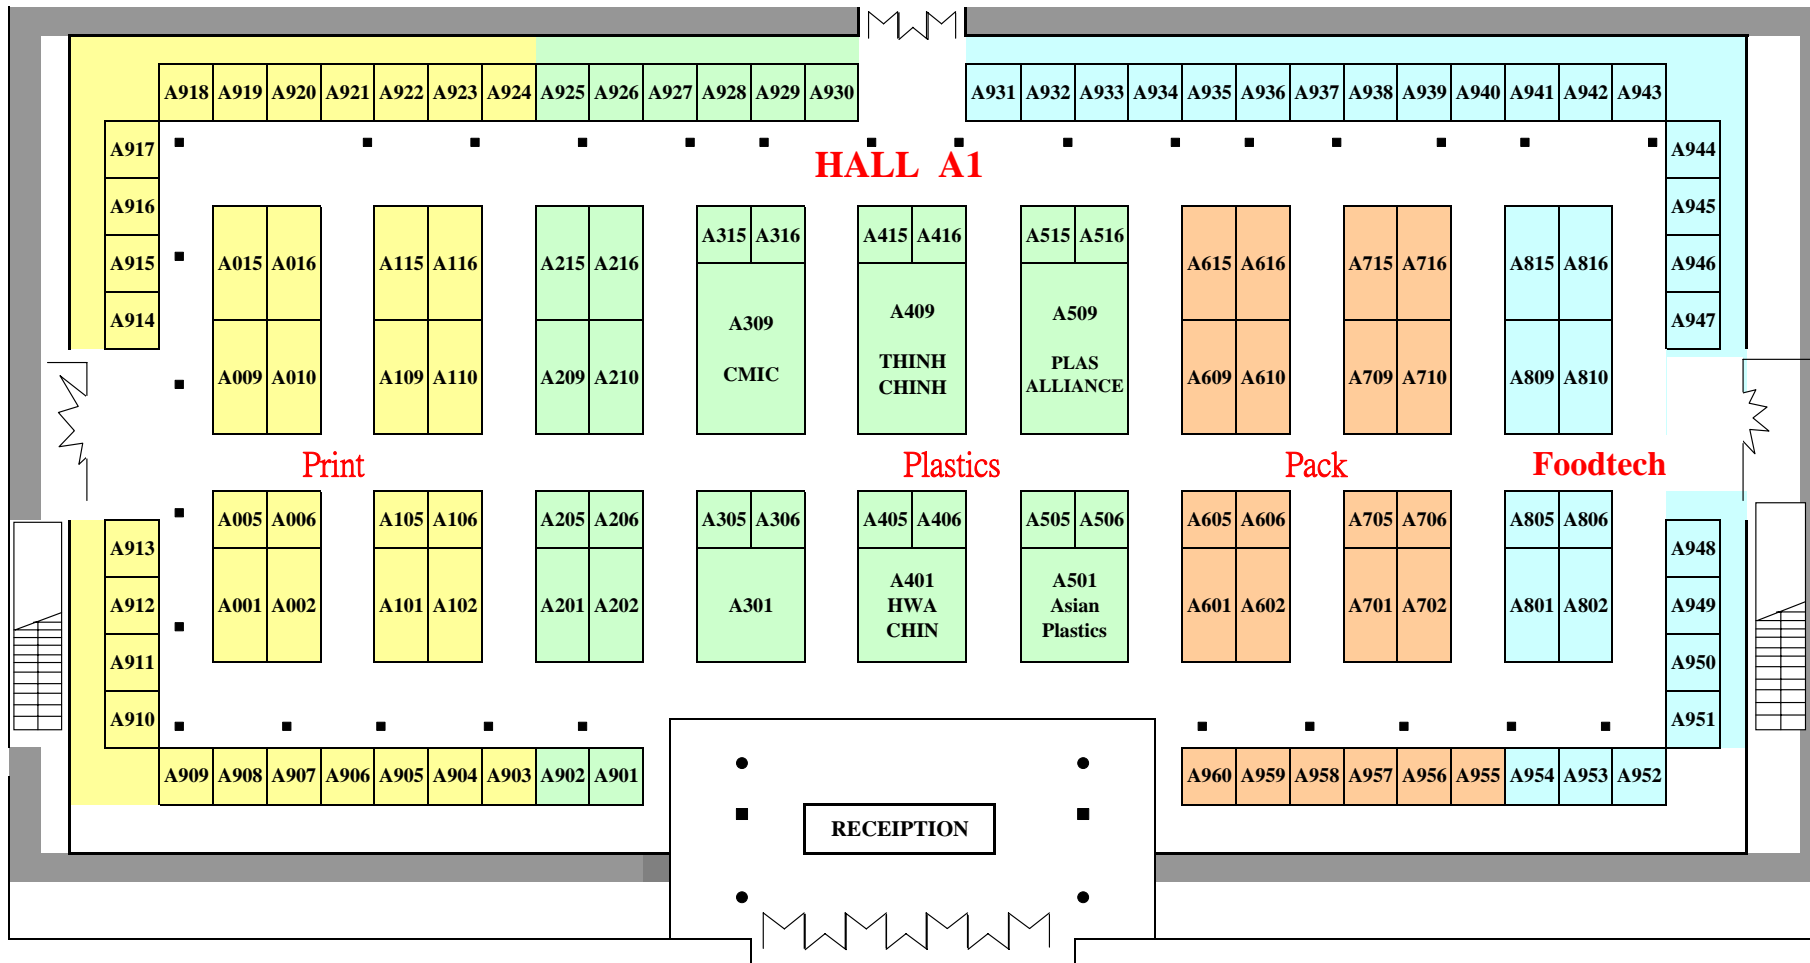 A918 A919 A920 A921 A922 A923 A924 A925 A926 A927 A928 A929 A930 A931 A932 A933 A934 A935 A936 A937 A938 A939 A940 A941 A942 A943
A917 A944
HALL A1
A916 A945
A315 A316 A415 A416 A515 A516
A915 A015 A016 A115 A116 A215 A216 A615 A616 A715 A716 A815 A816 A946
A914 A309 A409 A509 A947
THINH PLAS
A009 A010 A109 A110 A209 A210 CMIC CHINH ALLIANCE A609 A610 A709 A710 A809 A810
Print Plastics Pack Foodtech
A005 A006 A105 A106 A205 A206 A305 A306 A405 A406 A505 A506 A605 A606 A705 A706 A805 A806
A913 A948
A401 A501
A912 A001 A002 A101 A102 A201 A202 A301 HWA Asian A601 A602 A701 A702 A801 A802 A949
CHIN Plastics
A911 A950
A910 A951
A909 A908 A907 A906 A905 A904 A903 A902 A901 A960 A959 A958 A957 A956 A955 A954 A953 A952
RECEIPTION